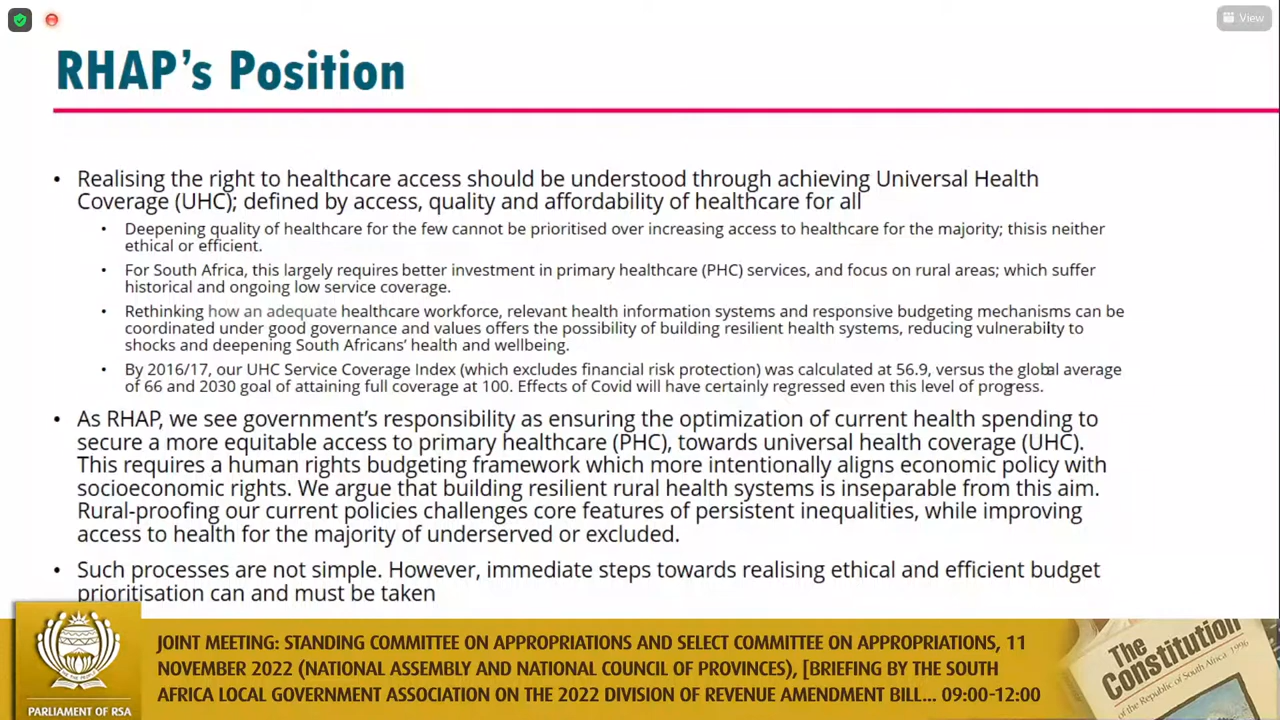 View
RHAP's Position
• Realising the right to healthcare access should be understood through achieving Universal Health
Coverage (UHC); defined by access, quality and affordability of healthcare for all
• Deepening quality of healthcare for the few cannot be prioritised over increasing access to healthcare for the majority; thisis neither
ethical or efficient.
• For South Africa, this largely requires better investment in primary healthcare (PHC) services, and focus on rural areas; which suffer
historical and ongoing low service coverage.
• Rethinking how an adequate healthcare workforce, relevant health information systems and responsive budgeting mechanisms can be
coordinated under good governance and values offers the possibility of building resilient health systems, reducing vulnerability to
shocks and deepening South Africans' health and wellbeing.
• By 2016/17, our UHC Service Coverage Index (which excludes financial risk protection) was calculated at 56.9, versus the global average
of 66 and 2030 goal of attaining full coverage at 100. Effects of Covid will have certainly regressed even this level of progress.
• As RHAP, we see government's responsibility as ensuring the optimization of current health spending to
secure a more equitable access to primary healthcare (PHC), towards universal health coverage (UHC).
This requires a human rights budgeting framework which more intentionally aligns economic policy with
socioeconomic rights. We argue that building resilient rural health systems is inseparable from this aim.
Rural-proofing our current policies challenges core features of persistent inequalities, while improving
access to health for the majority of underserved or excluded.
• Such processes are not simple. However, immediate steps towards realising ethical and efficient budget
prioritisation can and must be taken
JOINT MEETING: STANDING COMMITTEE ON APPROPRIATIONS AND SELECT COMMITTEE ON APPROPRIATIONS, 11
NOVEMBER 2022 (NATIONAL ASSEMBLY AND NATIONAL COUNCIL OF PROVINCES), [BRIEFING BY THE SOUTH
AFRICA LOCAL GOVERNMENT ASSOCIATION ON THE 2022 DIVISION OF REVENUE AMENDMENT BILL... 09:00-12:00
PARLIAMENT OF RSA
The
Constitution
of the Republic of South Africa, 1996